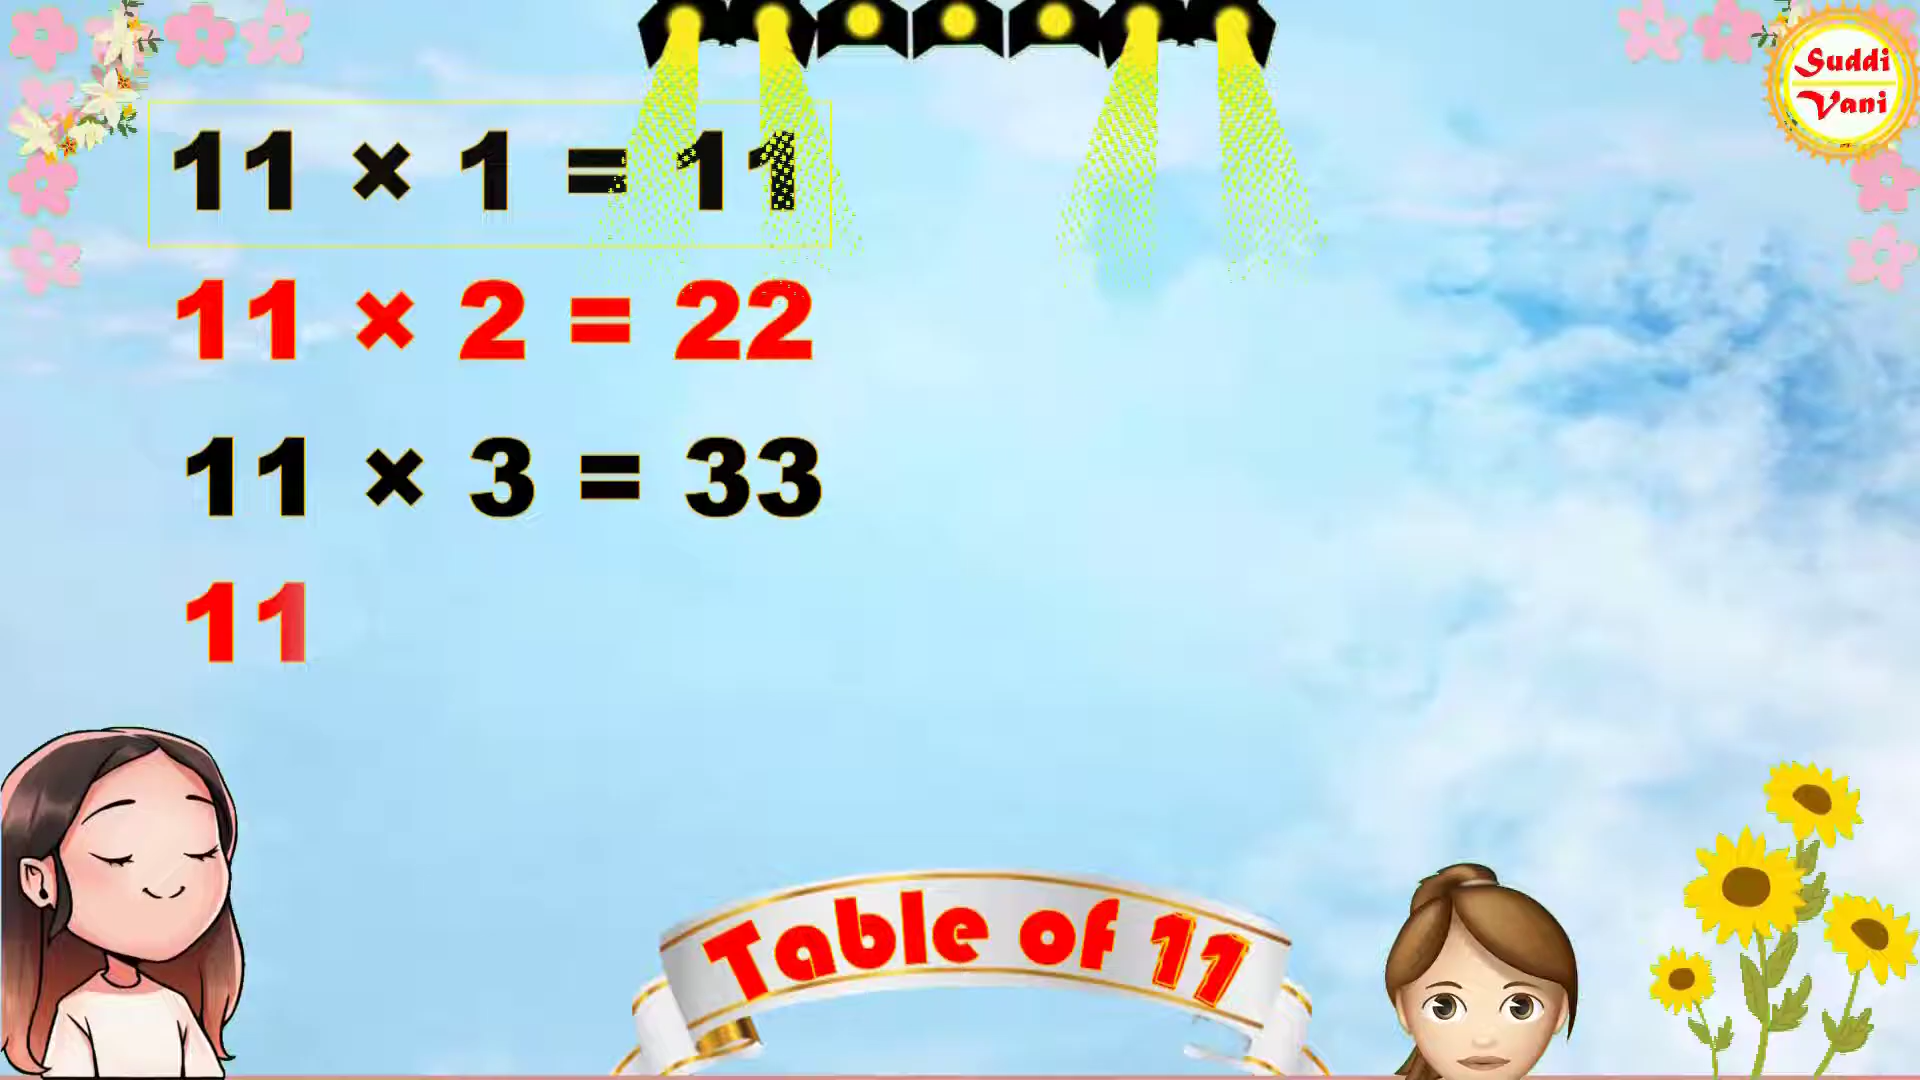 11 × 1 = 11
11 × 2 = 22
11 × 3 = 33
11
Table of 11
Suddi
Vani